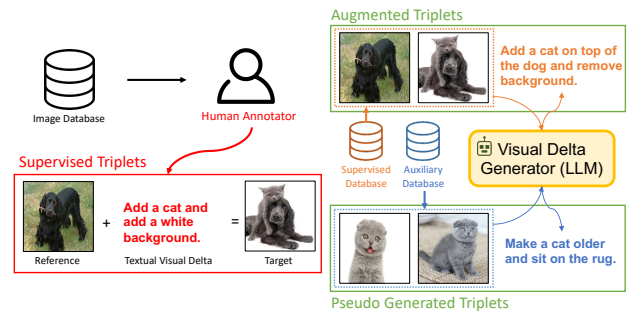 Image Database
Human Annotator
Supervised Triplets
Reference
+
Add a cat and
add a white
background.
Textual Visual Delta
=
Target
Augmented Triplets
Add a cat on top of
the dog and remove
background.
Supervised
Database
Auxiliary
Database
Visual Delta
Generator (LLM)
Make a cat older
and sit on the rug.
Pseudo Generated Triplets